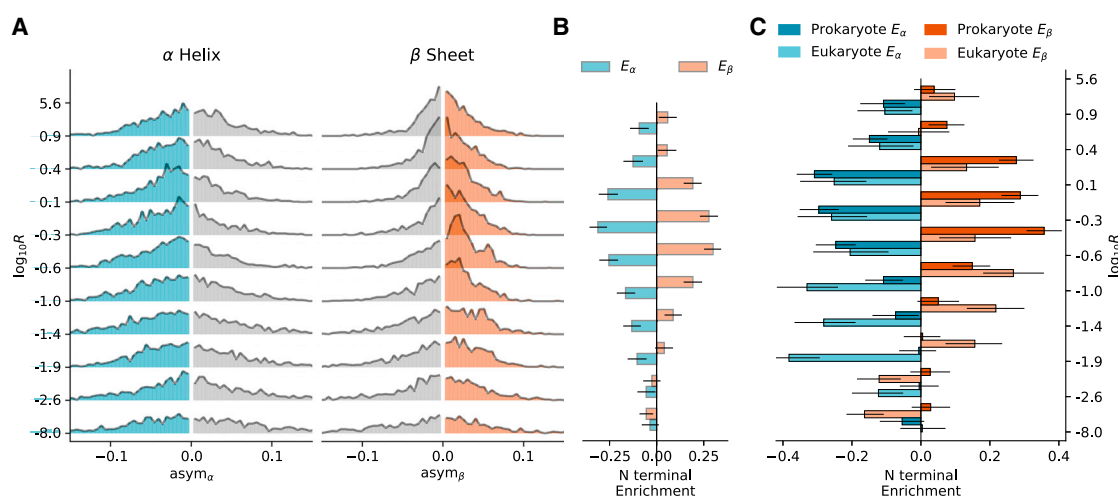 A
α Helix
β Sheet
5.6
0.9
0.4
0.1
-0.3
-0.6
-1.0
-1.4
-1.9
-2.6
-8.0
log10R
−0.1
0.0
0.1
asymα
−0.1
0.0
0.1
asymβ
B
Eα
Eβ
−0.25
0.00
0.25
N terminal
Enrichment
C
Prokaryote Eα
Prokaryote Eβ
Eukaryote Eα
Eukaryote Eβ
5.6
0.9
0.4
0.1
-0.3
-0.6
-1.0
-1.4
-1.9
-2.6
-8.0
log10R
−0.4
−0.2
0.0
0.2
0.4
N terminal
Enrichment